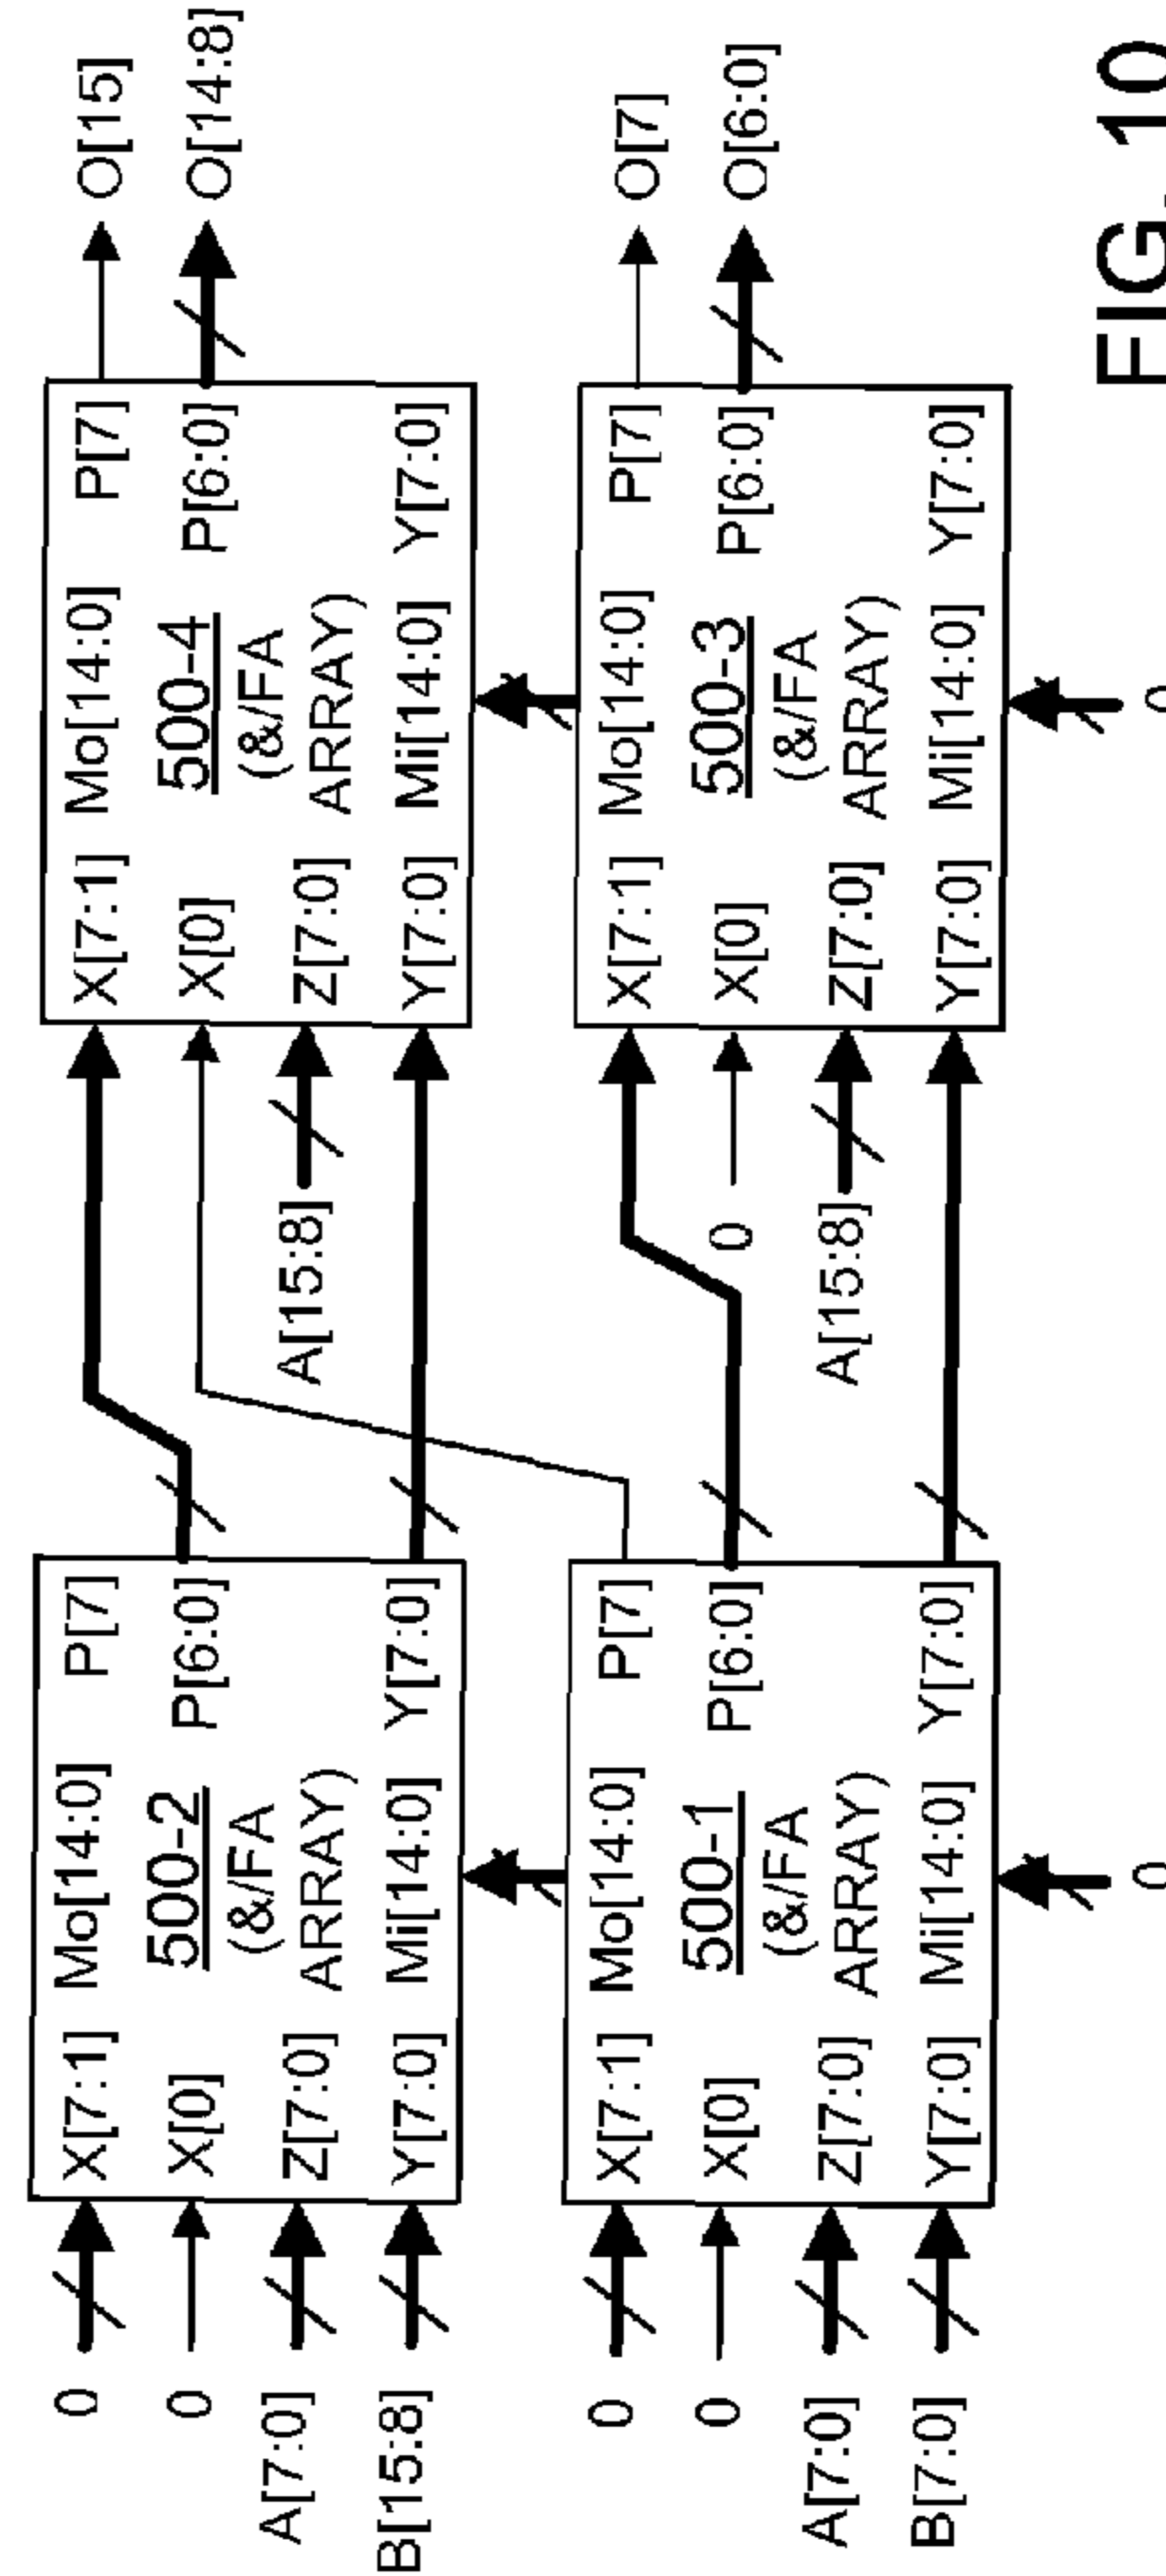 0
0
A[7:0]
B[15:8]
X[7:1] Mo[14:0] P[7]
X[0] 500-2 P[6:0]
(&/FA
Z[7:0] ARRAY)
Y[7:0] Mi[14:0] Y[7:0]
A[15:8]
X[7:1] Mo[14:0] P[7]
X[0] 500-4 P[6:0]
(&/FA
Z[7:0] ARRAY)
Y[7:0] Mi[14:0] Y[7:0]
O[15]
O[14:8]
0
0
A[7:0]
B[7:0]
X[7:1] Mo[14:0] P[7]
X[0] 500-1 P[6:0]
(&/FA
Z[7:0] ARRAY)
Y[7:0] Mi[14:0] Y[7:0]
0
0
A[15:8]
X[7:1] Mo[14:0] P[7]
X[0] 500-3 P[6:0]
(&/FA
Z[7:0] ARRAY)
Y[7:0] Mi[14:0] Y[7:0]
0
O[7]
O[6:0]
FIG. 10